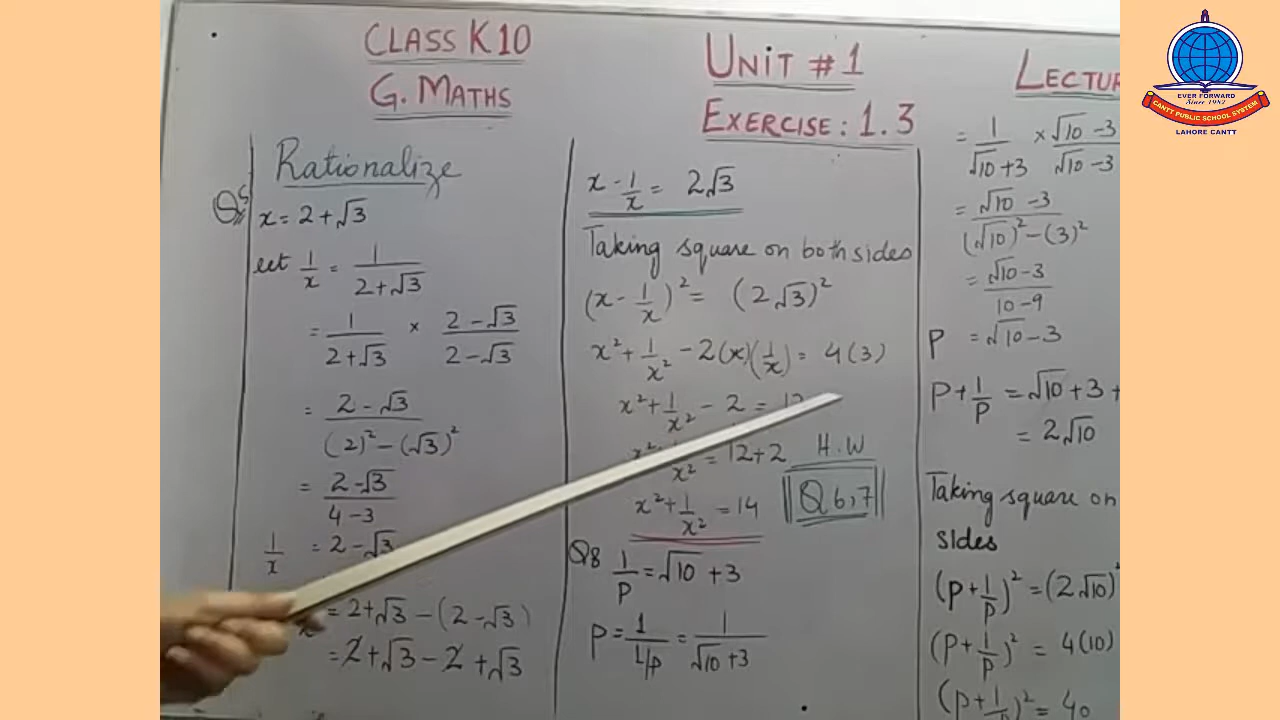 CLASS K10
G. MATHS
UNIT # 1
EXERCISE: 1.3
LECTU
EVER FORWARD
Since 1982
CANTT PUBLIC SCHOOL SYSTEM
LAHORE CANTT
Rationalize
Q5
x = 2 + √3
let 1/x = 1/(2+√3)
= 1/(2+√3) × (2-√3)/(2-√3)
= (2-√3)/((2)² - (√3)²)
= (2-√3)/(4-3)
1/x = 2 - √3
= 2+√3 - (2-√3)
= 2+√3 - 2 + √3
x - 1/x = 2√3
Taking square on both sides
(x - 1/x)² = (2√3)²
x² + 1/x² - 2(x)(1/x) = 4(3)
x² + 1/x² - 2 = 12
x² 1/x² = 12+2
x² + 1/x² = 14
H.W
Q6,7
Q8 1/P = √10 + 3
P = 1/(1/P) = 1/(√10+3)
= 1/(√10+3) × (√10-3)/(√10-3)
= (√10-3)/((√10)² - (3)²)
= (√10-3)/(10-9)
P = √10 - 3
P + 1/P = √10 + 3 +
= 2√10
Taking square on
sides
(P + 1/P)² = (2√10)²
(P + 1/P)² = 4(10)
(P + 1/P)² = 40